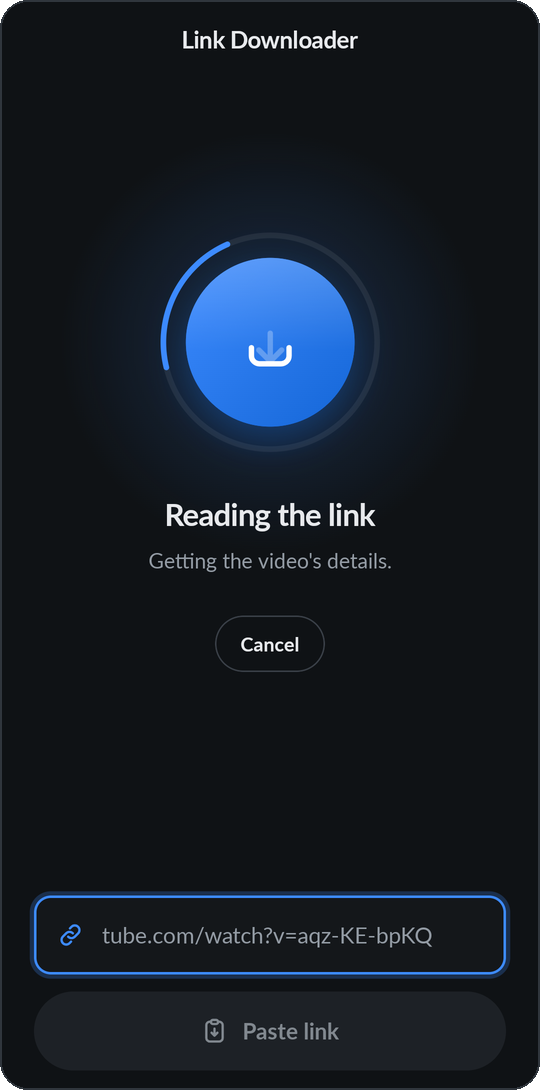 Link Downloader
Reading the link
Getting the video's details.
Cancel
tube.com/watch?v=aqz-KE-bpKQ
Paste link